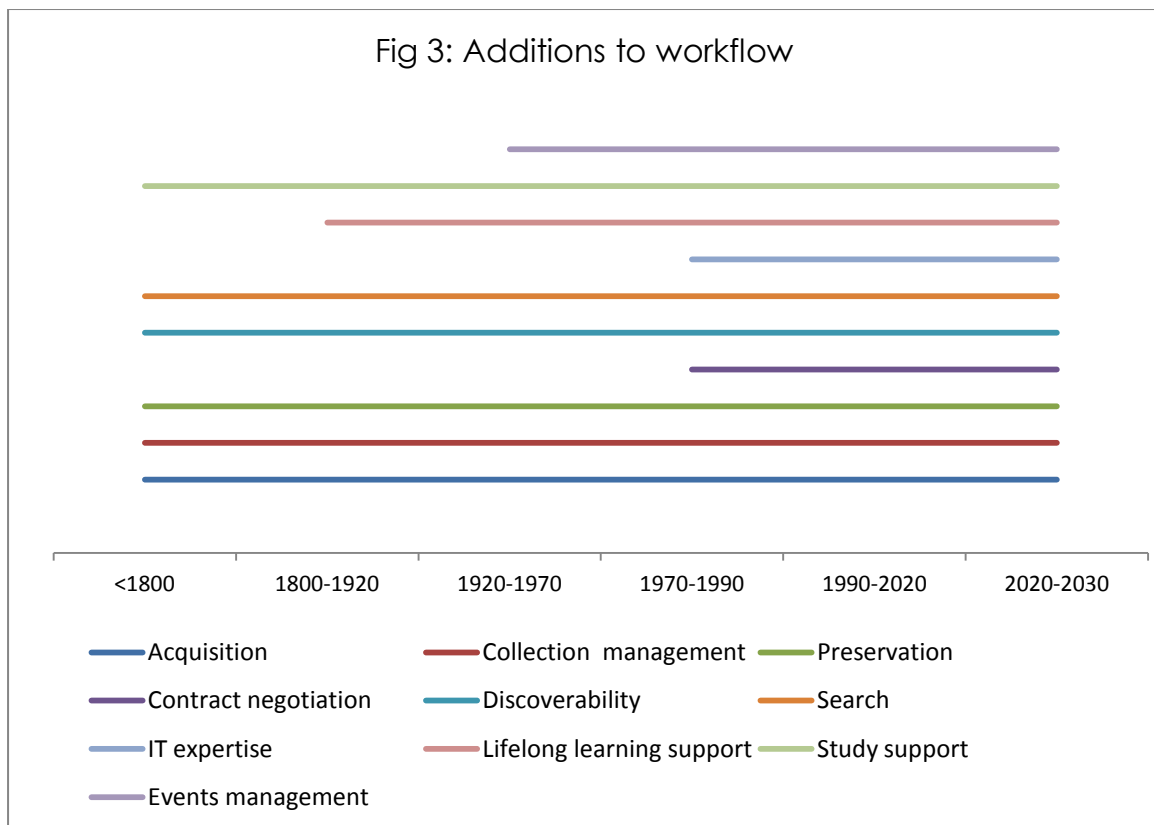 Fig 3: Additions to workflow
<1800 1800-1920 1920-1970 1970-1990 1990-2020 2020-2030
Acquisition Collection management Preservation
Contract negotiation Discoverability Search
IT expertise Lifelong learning support Study support
Events management